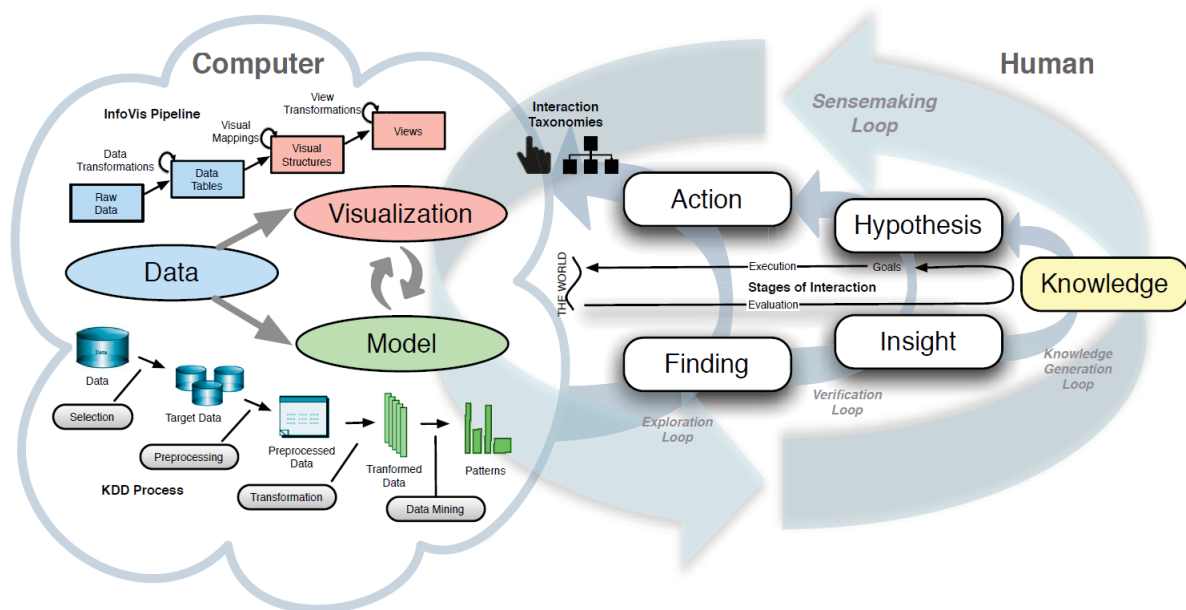 Computer
Human
InfoVis Pipeline
View
Transformations
Visual
Mappings
Views
Data
Transformations
Visual
Structures
Data
Tables
Raw
Data
Interaction
Taxonomies
Sensemaking
Loop
Visualization
Action
Hypothesis
Data
THE WORLD
Execution
Goals
Stages of Interaction
Evaluation
Knowledge
Model
Finding
Insight
Knowledge
Generation
Loop
Verification
Loop
Exploration
Loop
Data
Data
Selection
Target Data
Preprocessing
Preprocessed
Data
Tranformed
Data
Patterns
KDD Process
Transformation
Data Mining